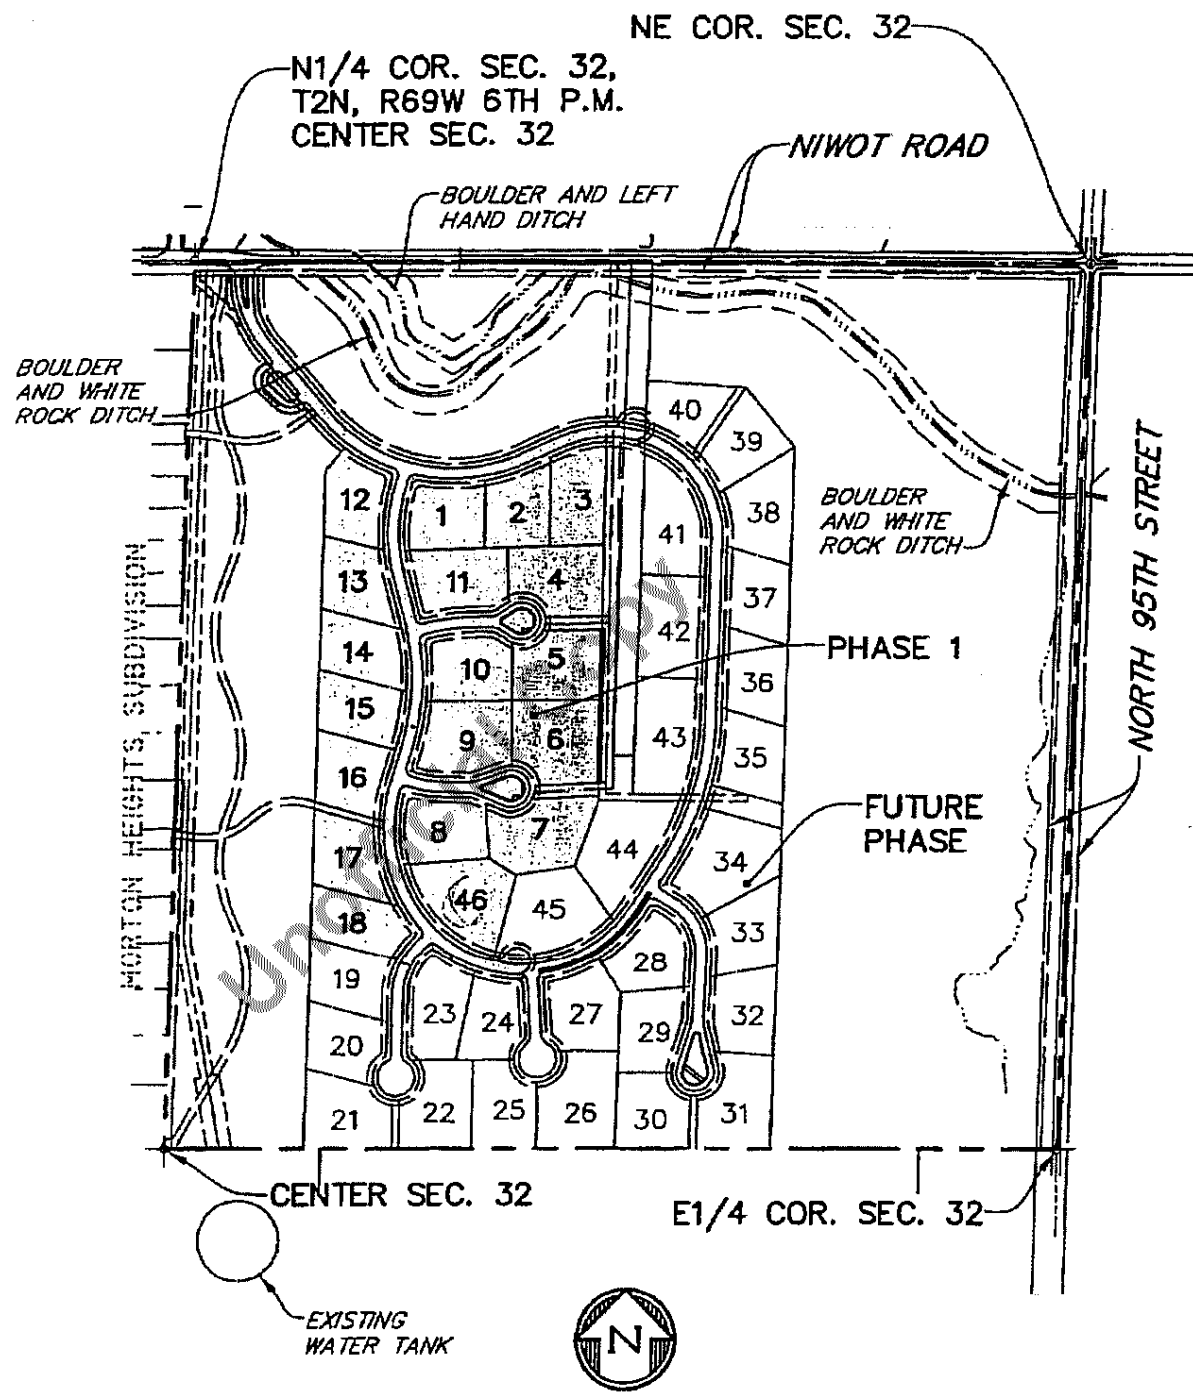 NE COR. SEC. 32
N1/4 COR. SEC. 32,
T2N, R69W 6TH P.M.
CENTER SEC. 32
NIWOT ROAD
BOULDER AND LEFT
HAND DITCH
BOULDER
AND WHITE
ROCK DITCH
40
39
38
12
1
2
3
41
BOULDER
AND WHITE
ROCK DITCH
NORTH 95TH STREET
MORTON HEIGHTS SUBDIVISION
13
11
4
37
42
14
10
5
PHASE 1
36
15
9
6
43
35
16
FUTURE
PHASE
8
7
44
34
17
46
45
18
33
28
19
23
24
27
29
32
20
21
22
25
26
30
31
Unofficial Copy
CENTER SEC. 32
E1/4 COR. SEC. 32
EXISTING
WATER TANK
N